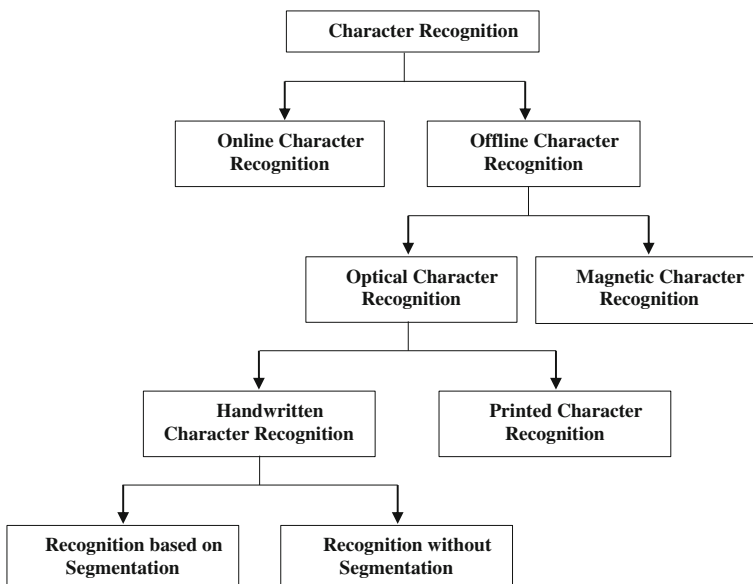 Character Recognition
Online Character
Recognition
Offline Character
Recognition
Optical Character
Recognition
Magnetic Character
Recognition
Handwritten
Character Recognition
Printed Character
Recognition
Recognition based on
Segmentation
Recognition without
Segmentation